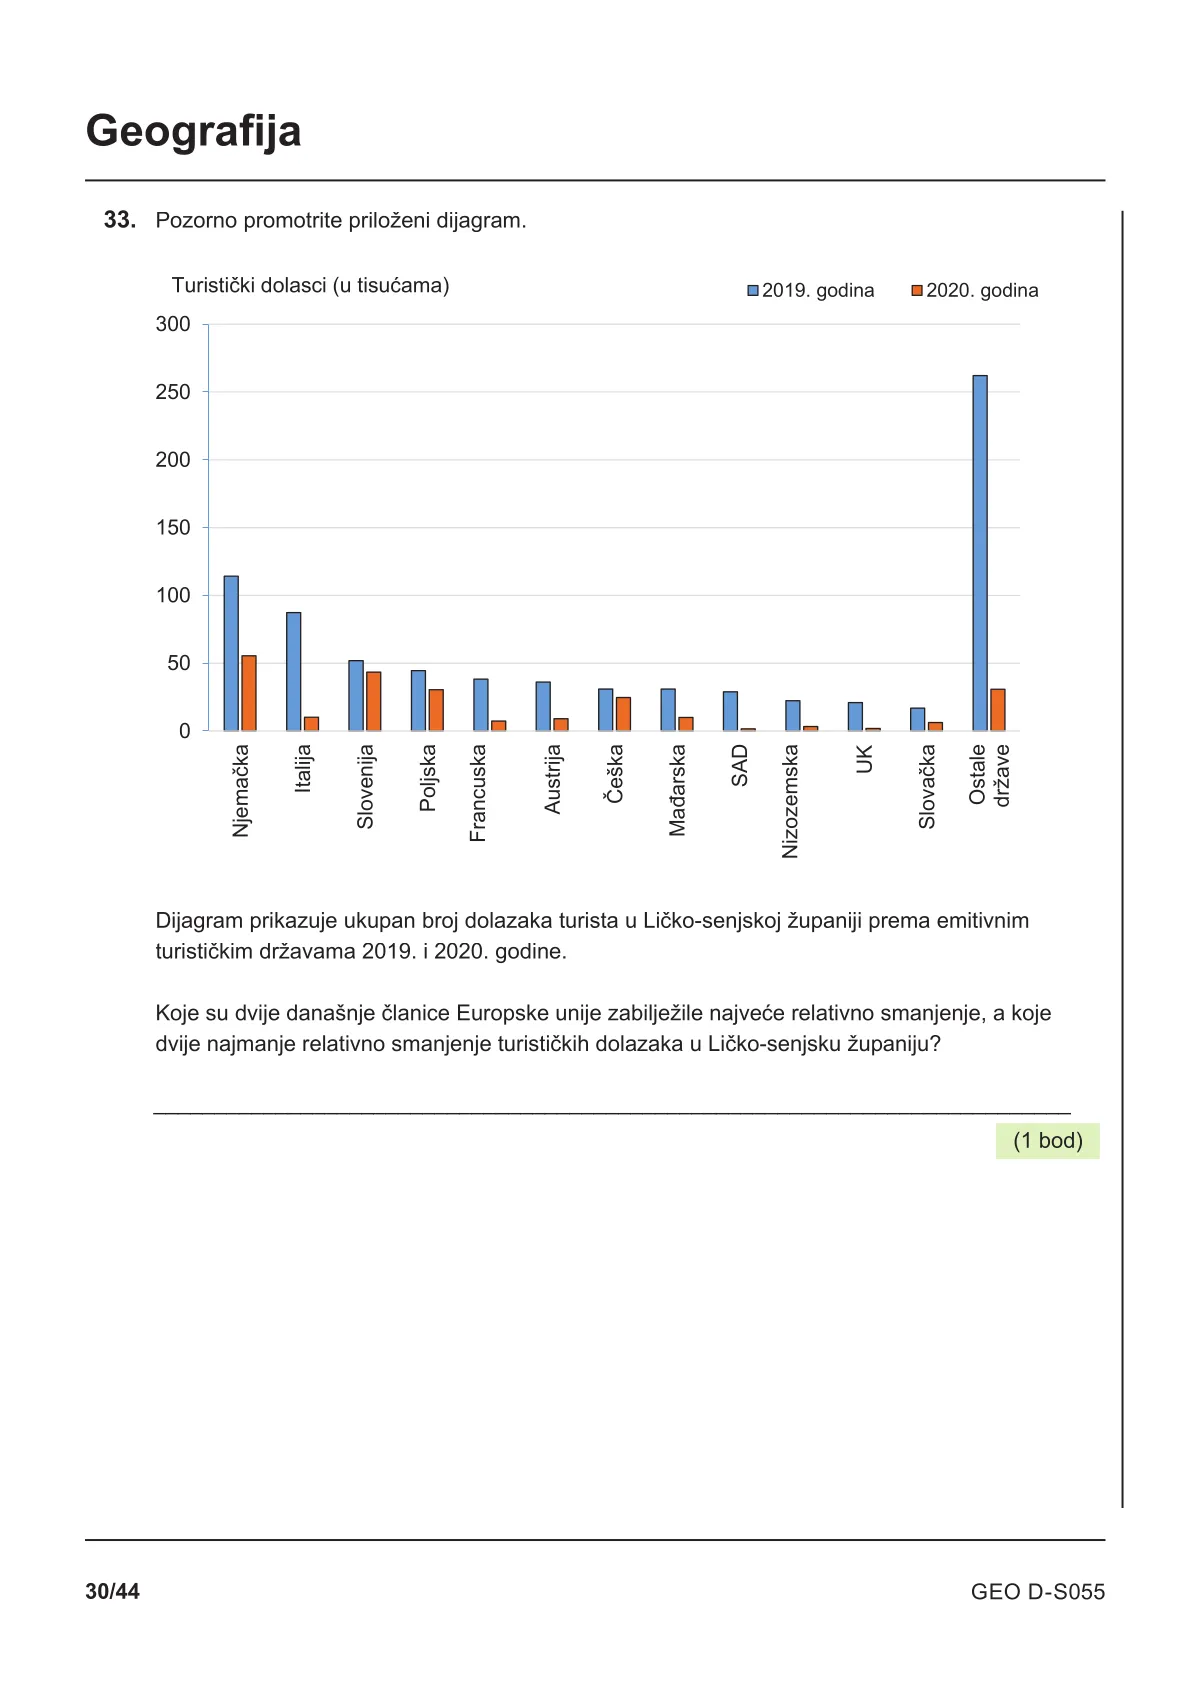 Geografija
33. Pozorno promotrite priloženi dijagram.
Turistički dolasci (u tisućama)
2019. godina
2020. godina
300
250
200
150
100
50
0
Njemačka
Italija
Slovenija
Poljska
Francuska
Austrija
Češka
Mađarska
SAD
Nizozemska
UK
Slovačka
Ostale
države
Dijagram prikazuje ukupan broj dolazaka turista u Ličko-senjskoj županiji prema emitivnim
turističkim državama 2019. i 2020. godine.
Koje su dvije današnje članice Europske unije zabilježile najveće relativno smanjenje, a koje
dvije najmanje relativno smanjenje turističkih dolazaka u Ličko-senjsku županiju?
(1 bod)
30/44
GEO D-S055